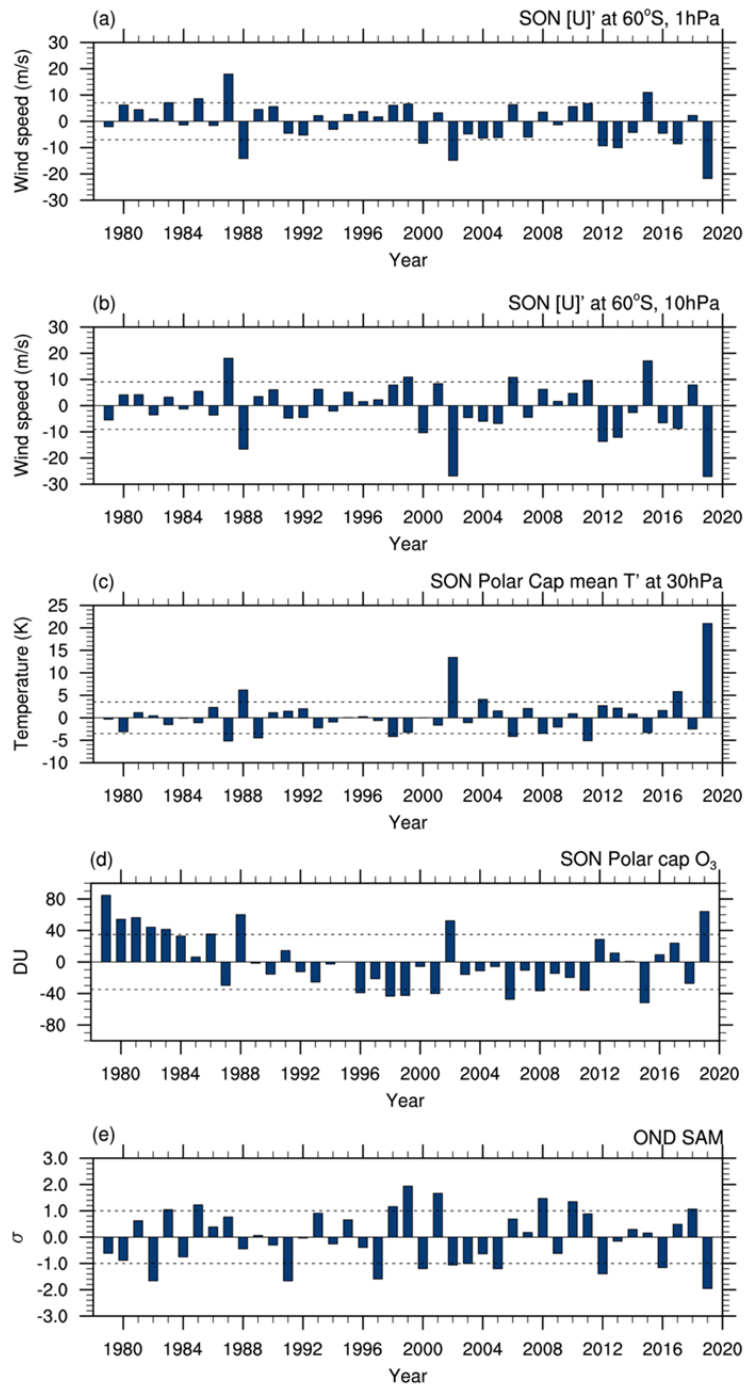 (a) SON [U]' at 60°S, 1hPa
30
20
10
0
-10
-20
-30
Wind speed (m/s)
1980 1984 1988 1992 1996 2000 2004 2008 2012 2016 2020
Year
(b) SON [U]' at 60°S, 10hPa
30
20
10
0
-10
-20
-30
Wind speed (m/s)
1980 1984 1988 1992 1996 2000 2004 2008 2012 2016 2020
Year
(c) SON Polar Cap mean T' at 30hPa
25
20
15
10
5
0
-5
-10
Temperature (K)
1980 1984 1988 1992 1996 2000 2004 2008 2012 2016 2020
Year
(d) SON Polar cap O₃
80
40
0
-40
-80
DU
1980 1984 1988 1992 1996 2000 2004 2008 2012 2016 2020
Year
(e) OND SAM
3.0
2.0
1.0
0.0
-1.0
-2.0
-3.0
σ
1980 1984 1988 1992 1996 2000 2004 2008 2012 2016 2020
Year